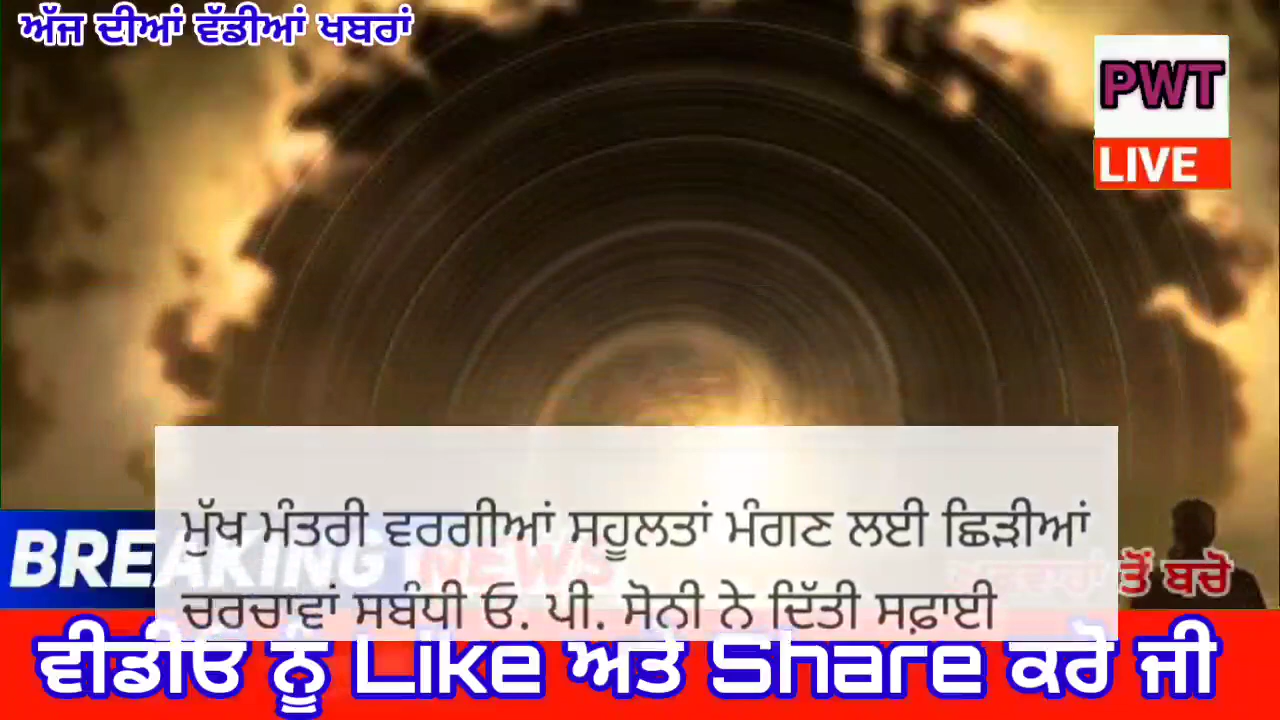 ਅੱਜ ਦੀਆਂ ਵੱਡੀਆਂ ਖਬਰਾਂ
PWT
LIVE
ਮੁੱਖ ਮੰਤਰੀ ਵਰਗੀਆਂ ਸਹੂਲਤਾਂ ਮੰਗਣ ਲਈ ਛਿੜੀਆਂ
ਚਰਚਾਵਾਂ ਸਬੰਧੀ ਓ. ਪੀ. ਸੋਨੀ ਨੇ ਦਿੱਤੀ ਸਫ਼ਾਈ
BREAKING NEWS
ਤੋਂ ਬਚੋ
ਵੀਡੀਓ ਨੂੰ Like ਅਤੇ Share ਕਰੋ ਜੀ